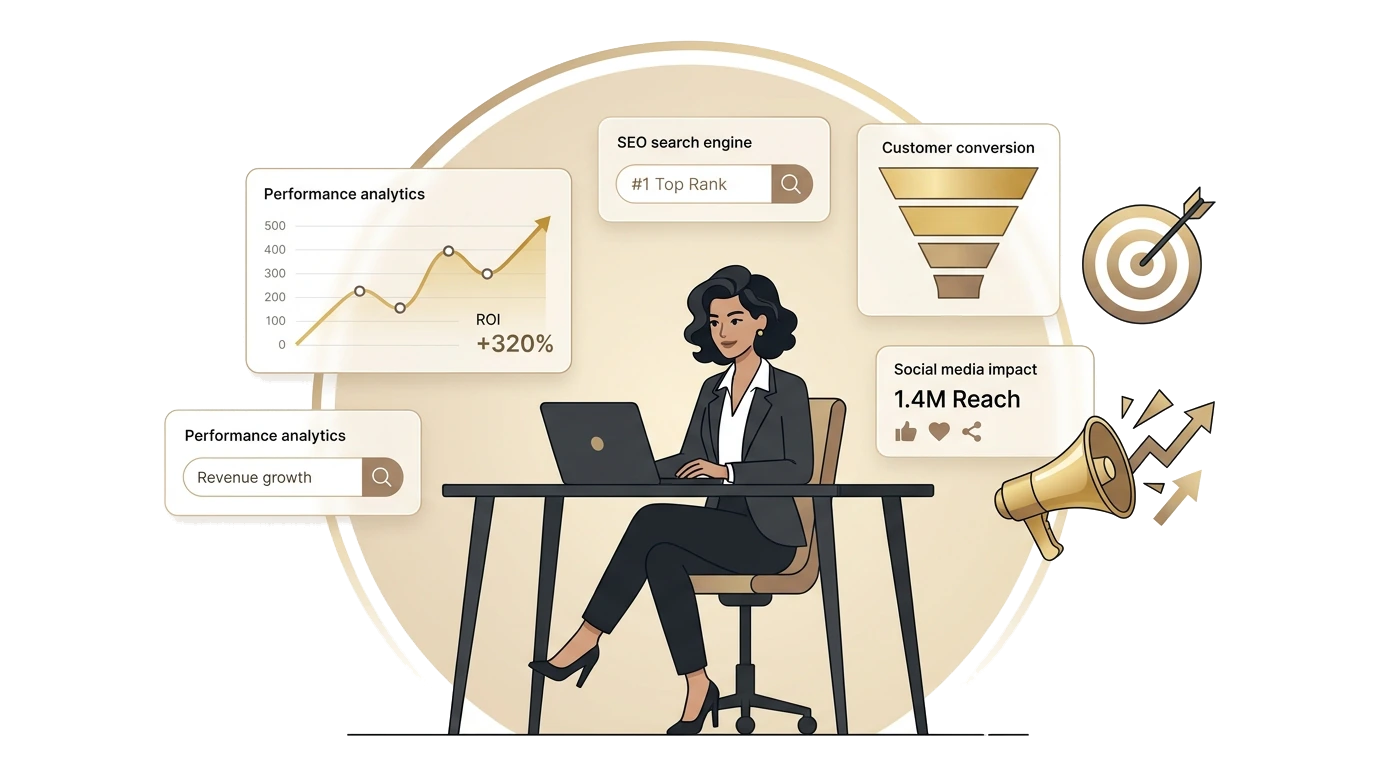 SEO search engine
#1 Top Rank
Customer conversion
Performance analytics
500
400
300
200
100
0
ROI
+320%
Social media impact
1.4M Reach
Performance analytics
Revenue growth